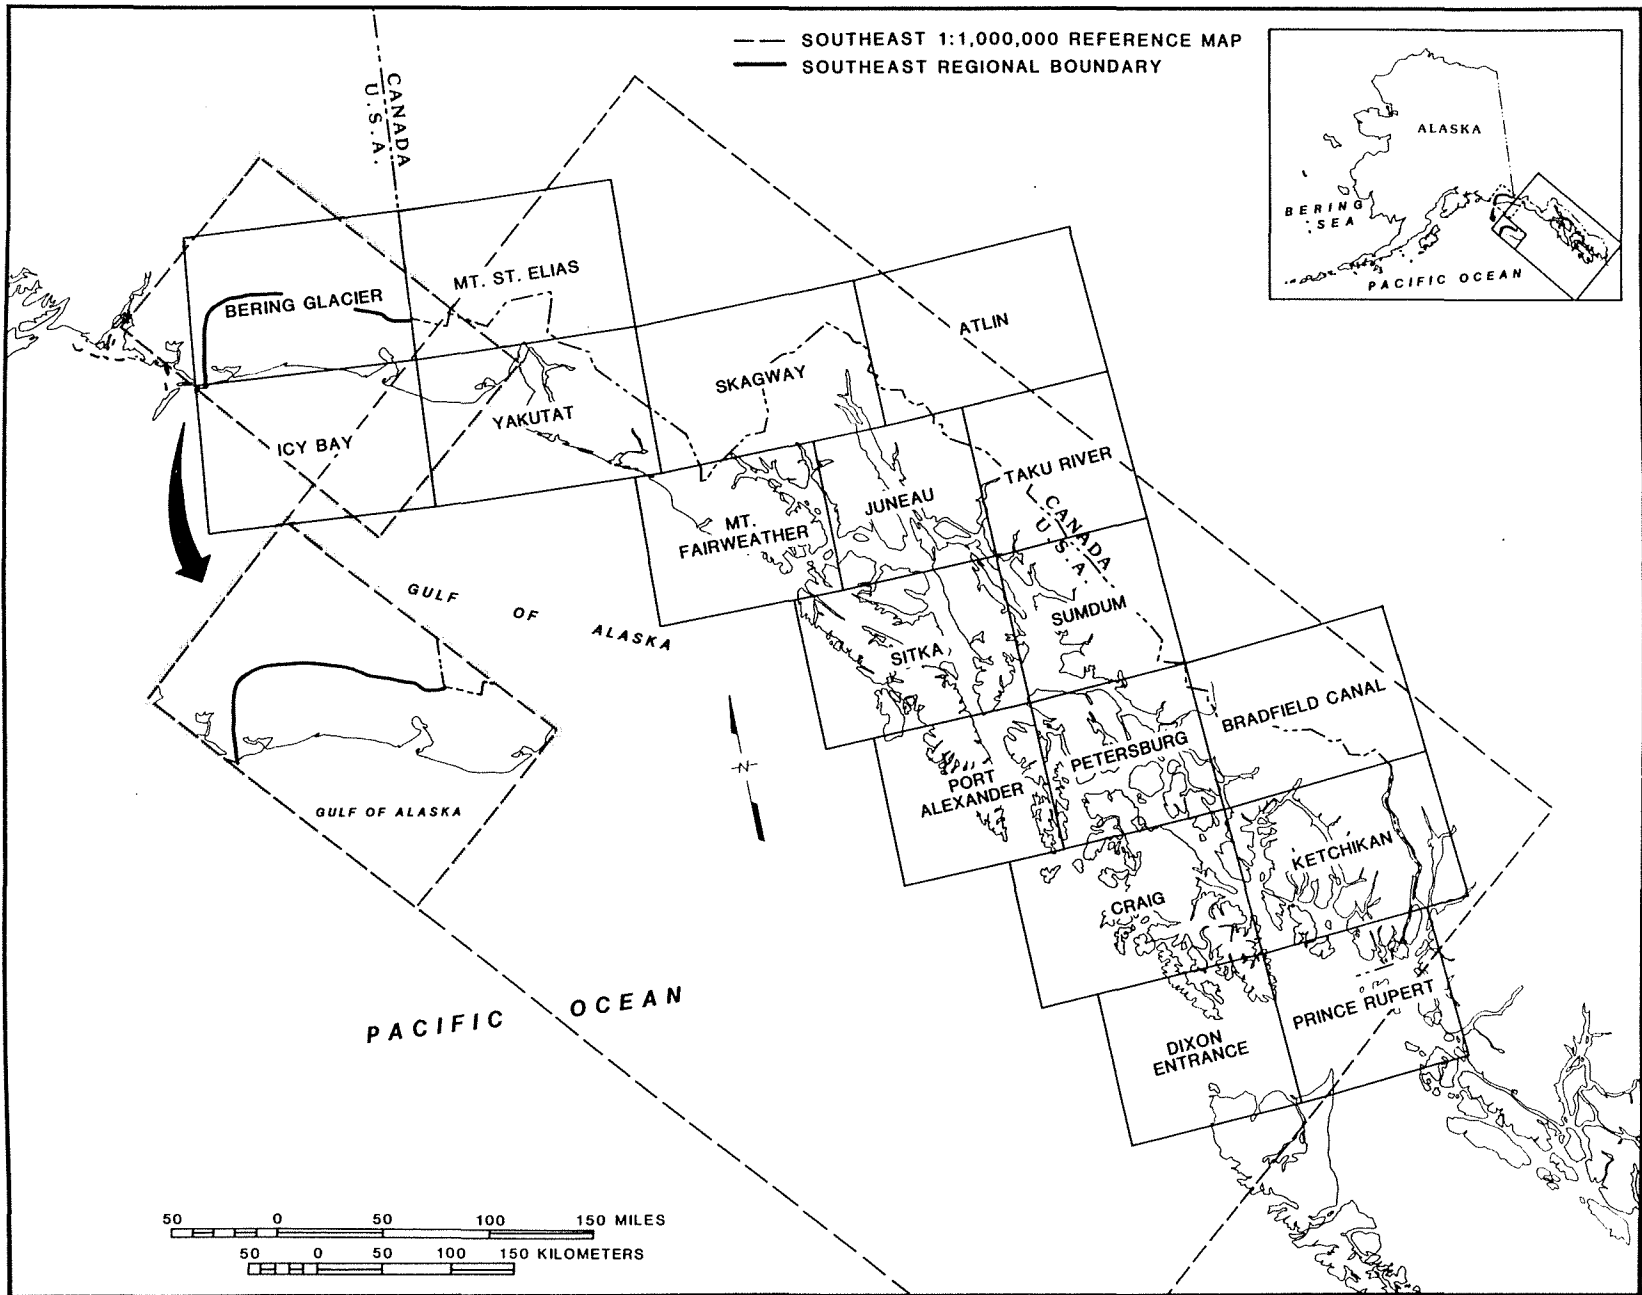 SOUTHEAST 1:1,000,000 REFERENCE MAP
SOUTHEAST REGIONAL BOUNDARY
CANADA
U.S.A.
ALASKA
BERING
SEA
PACIFIC OCEAN
MT. ST. ELIAS
BERING GLACIER
ATLIN
SKAGWAY
YAKUTAT
ICY BAY
TAKU RIVER
JUNEAU
MT.
FAIRWEATHER
CANADA
U.S.A.
GULF OF ALASKA
SUMDUM
SITKA
BRADFIELD CANAL
PETERSBURG
PORT
ALEXANDER
N
GULF OF ALASKA
KETCHIKAN
CRAIG
PRINCE RUPERT
DIXON
ENTRANCE
PACIFIC OCEAN
50 0 50 100 150 MILES
50 0 50 100 150 KILOMETERS